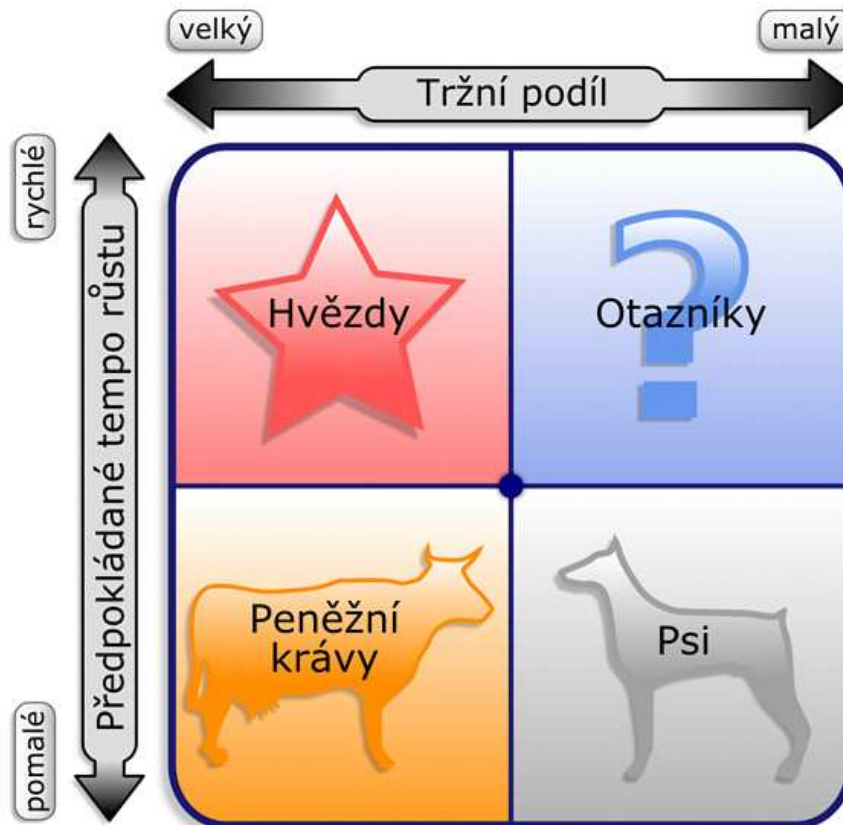 velký
malý
Tržní podíl
rychlé
Předpokládané tempo růstu
pomalé
Hvězdy
Otazníky
Peněžní
krávy
Psi